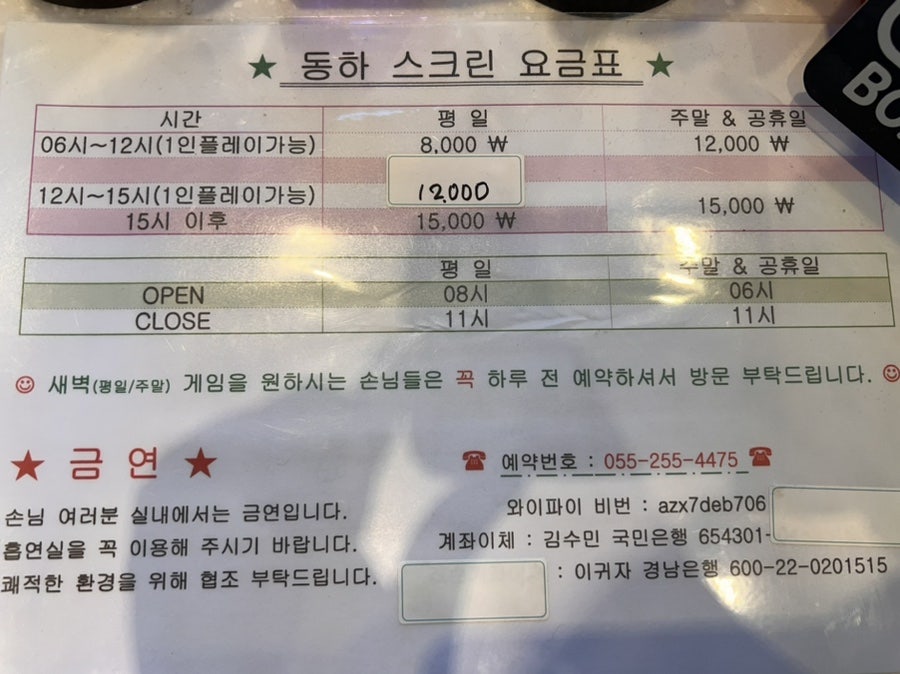 ★ 동하 스크린 요금표 ★
시간 평 일 주말 & 공휴일
06시~12시(1인플레이가능) 8,000 ₩ 12,000 ₩
12시~15시(1인플레이가능) 12,000 15,000 ₩
15시 이후 15,000 ₩
평 일 주말 & 공휴일
OPEN 08시 06시
CLOSE 11시 11시
새벽(평일/주말) 게임을 원하시는 손님들은 꼭 하루 전 예약하셔서 방문 부탁드립니다.
★ 금 연 ★
손님 여러분 실내에서는 금연입니다.
흡연실을 꼭 이용해 주시기 바랍니다.
쾌적한 환경을 위해 협조 부탁드립니다.
☎ 예약번호 : 055-255-4475 ☎
와이파이 비번 : azx7deb706
계좌이체 : 김수민 국민은행 654301-
: 이귀자 경남은행 600-22-0201515